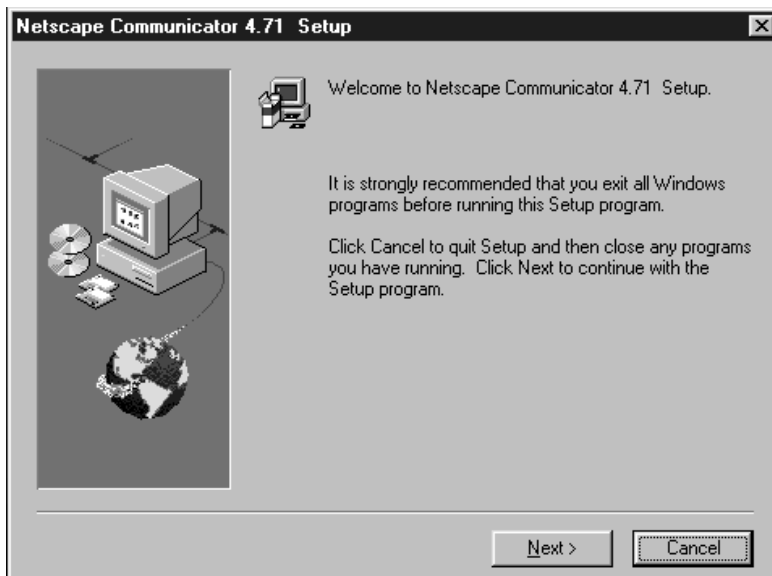 Netscape Communicator 4.71 Setup
Welcome to Netscape Communicator 4.71 Setup.
It is strongly recommended that you exit all Windows
programs before running this Setup program.
Click Cancel to quit Setup and then close any programs
you have running. Click Next to continue with the
Setup program.
Next >
Cancel